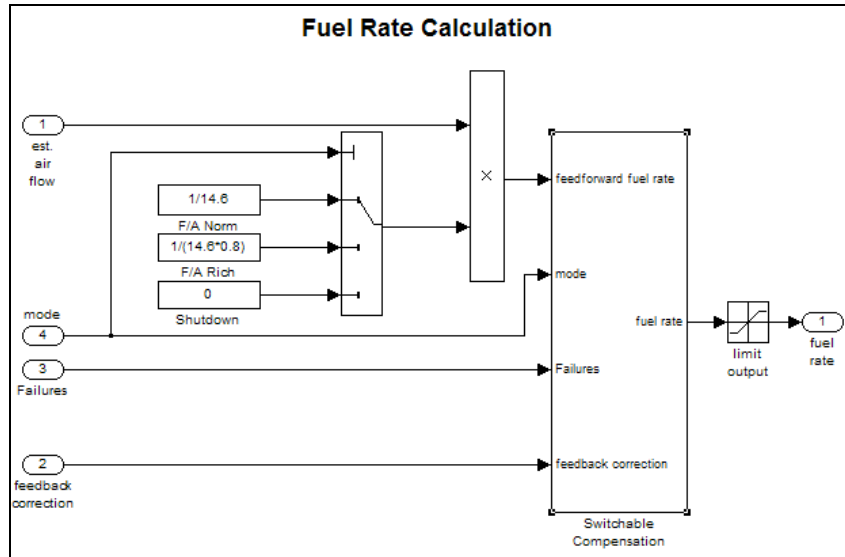 Fuel Rate Calculation
1
est.
air
flow
1/14.6
F/A Norm
1/(14.6*0.8)
F/A Rich
0
Shutdown
mode
4
3
Failures
2
feedback
correction
×
feedforward fuel rate
mode
fuel rate
Failures
feedback correction
Switchable
Compensation
limit
output
1
fuel
rate